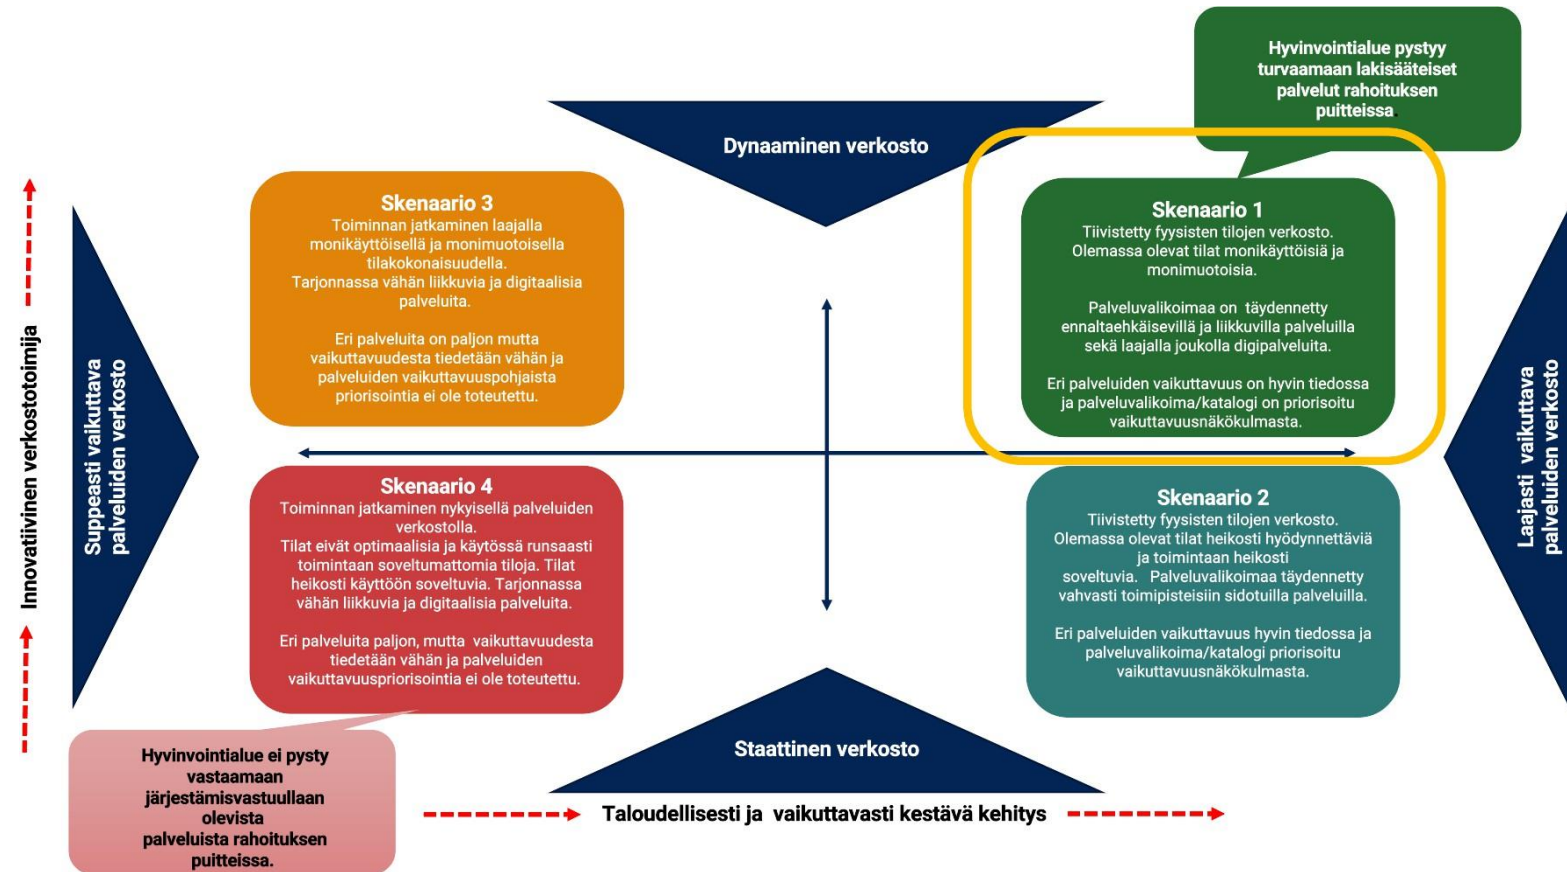 Hyvinvointialue pystyy
turvaamaan lakisääteiset
palvelut rahoituksen
puitteissa.
Dynaaminen verkosto
Skenaario 3
Toiminnan jatkaminen laajalla
monikäyttöisellä ja monimuotoisella
tilakokonaisuudella.
Tarjonnassa vähän liikkuvia ja digitaalisia
palveluita.
Eri palveluita on paljon mutta
vaikuttavuudesta tiedetään vähän ja
palveluiden vaikuttavuuspohjaista
priorisointia ei ole toteutettu.
Skenaario 1
Tiivistetty fyysisten tilojen verkosto.
Olemassa olevat tilat monikäyttöisiä ja
monimuotoisia.
Palveluvalikoimaa on täydennetty
ennaltaehkäisevillä ja liikkuvilla palveluilla
sekä laajalla joukolla digipalveluita.
Eri palveluiden vaikuttavuus on hyvin tiedossa
ja palveluvalikoima/katalogi on priorisoitu
vaikuttavuusnäkökulmasta.
Innovatiivinen verkostotoimija
Suppeasti vaikuttava
palveluiden verkosto
Laajasti vaikuttava
palveluiden verkosto
Skenaario 4
Toiminnan jatkaminen nykyisellä palveluiden
verkostolla.
Tilat eivät optimaalisia ja käytössä runsaasti
toimintaan soveltumattomia tiloja. Tilat
heikosti käyttöön soveltuvia. Tarjonnassa
vähän liikkuvia ja digitaalisia palveluita.
Eri palveluita paljon, mutta vaikuttavuudesta
tiedetään vähän ja palveluiden
vaikuttavuuspriorisointia ei ole toteutettu.
Skenaario 2
Tiivistetty fyysisten tilojen verkosto.
Olemassa olevat tilat heikosti hyödynnettäviä
ja toimintaan heikosti
soveltuvia. Palveluvalikoimaa täydennetty
vahvasti toimipisteisiin sidotuilla palveluilla.
Eri palveluiden vaikuttavuus hyvin tiedossa ja
palveluvalikoima/katalogi priorisoitu
vaikuttavuusnäkökulmasta.
Staattinen verkosto
Hyvinvointialue ei pysty
vastaamaan
järjestämisvastuullaan
olevista
palveluista rahoituksen
puitteissa.
Taloudellisesti ja vaikuttavasti kestävä kehitys